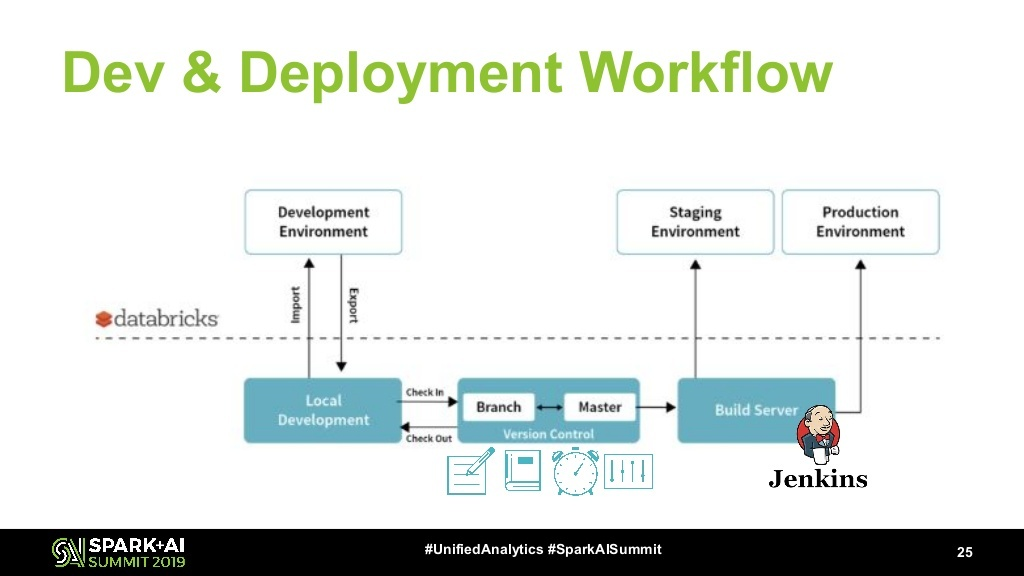 Dev & Deployment Workflow
Development
Environment
Staging
Environment
Production
Environment
Import
Export
databricks
Local
Development
Check In
Check Out
Branch
Master
Version Control
Build Server
Jenkins
SPARK+AI
SUMMIT 2019
#UnifiedAnalytics #SparkAISummit
25